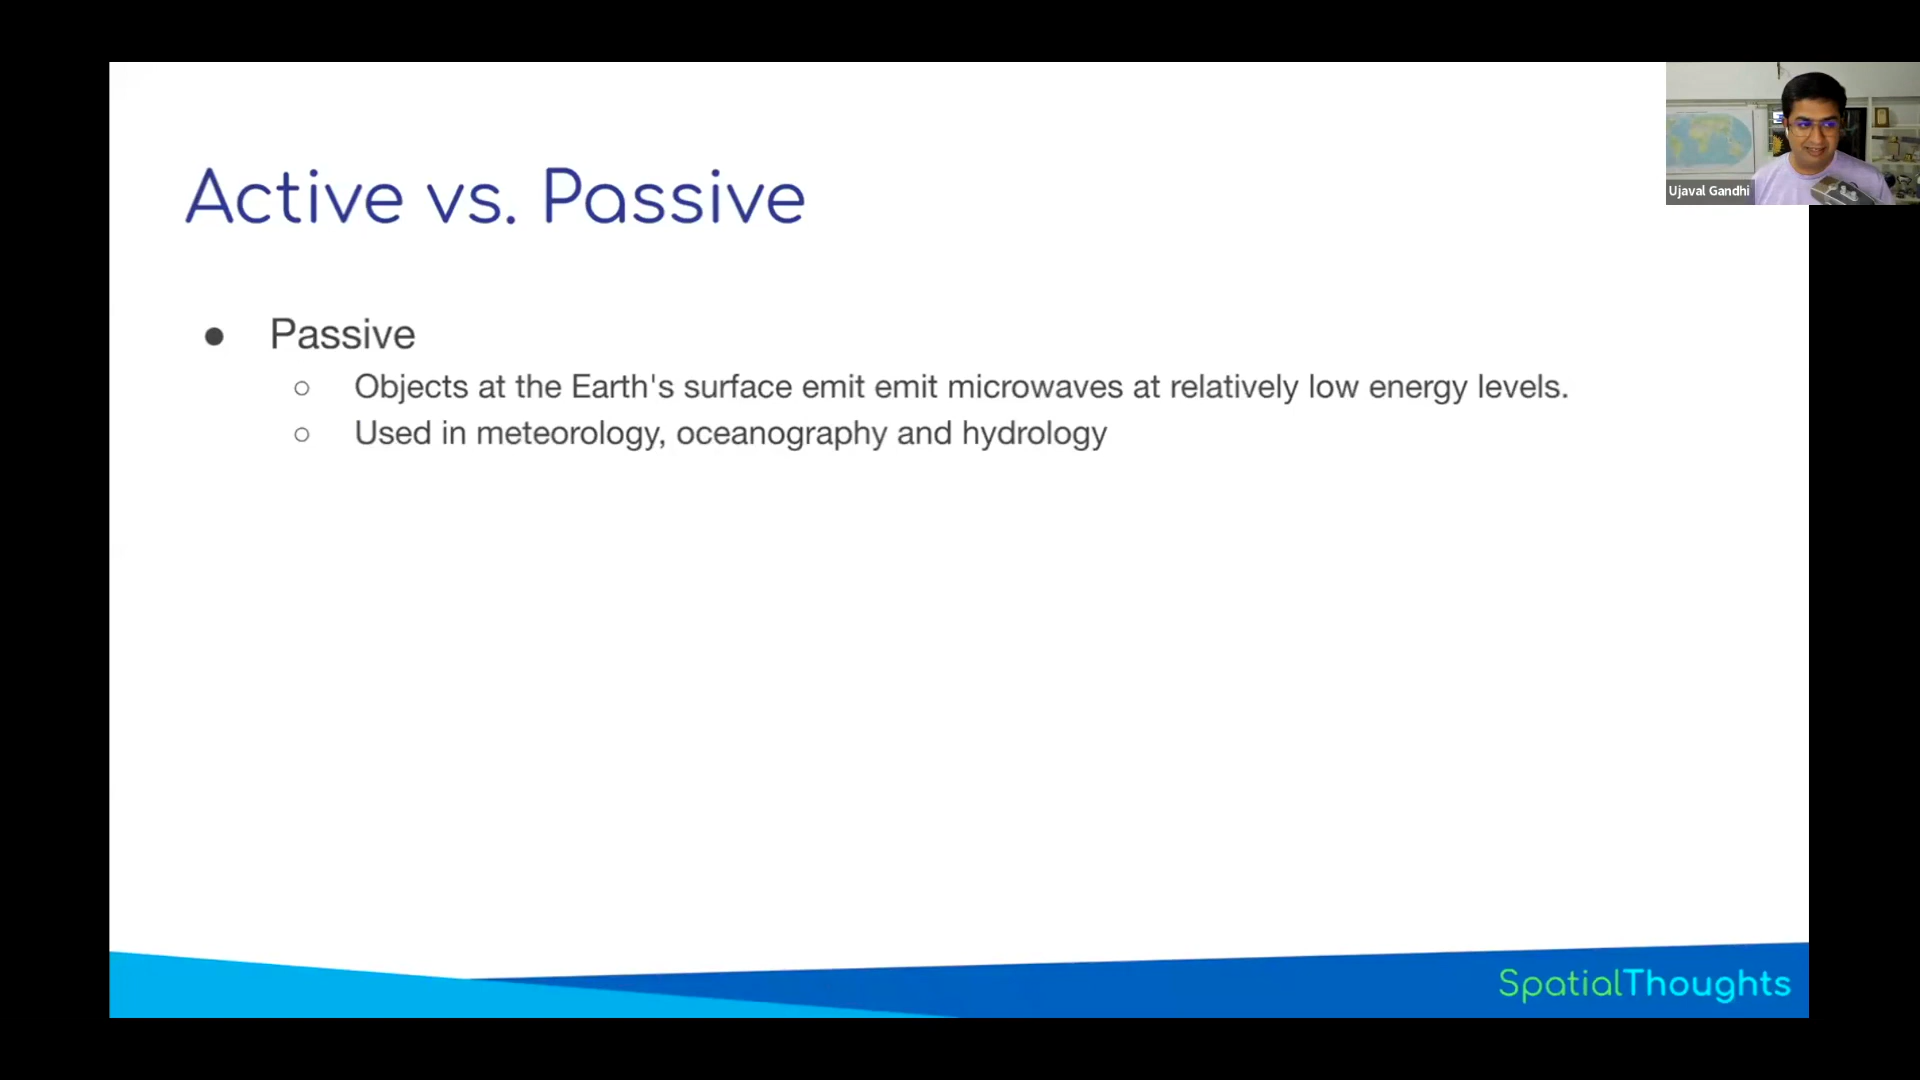 Active vs. Passive
Ujaval Gandhi
● Passive
○ Objects at the Earth's surface emit emit microwaves at relatively low energy levels.
○ Used in meteorology, oceanography and hydrology
SpatialThoughts